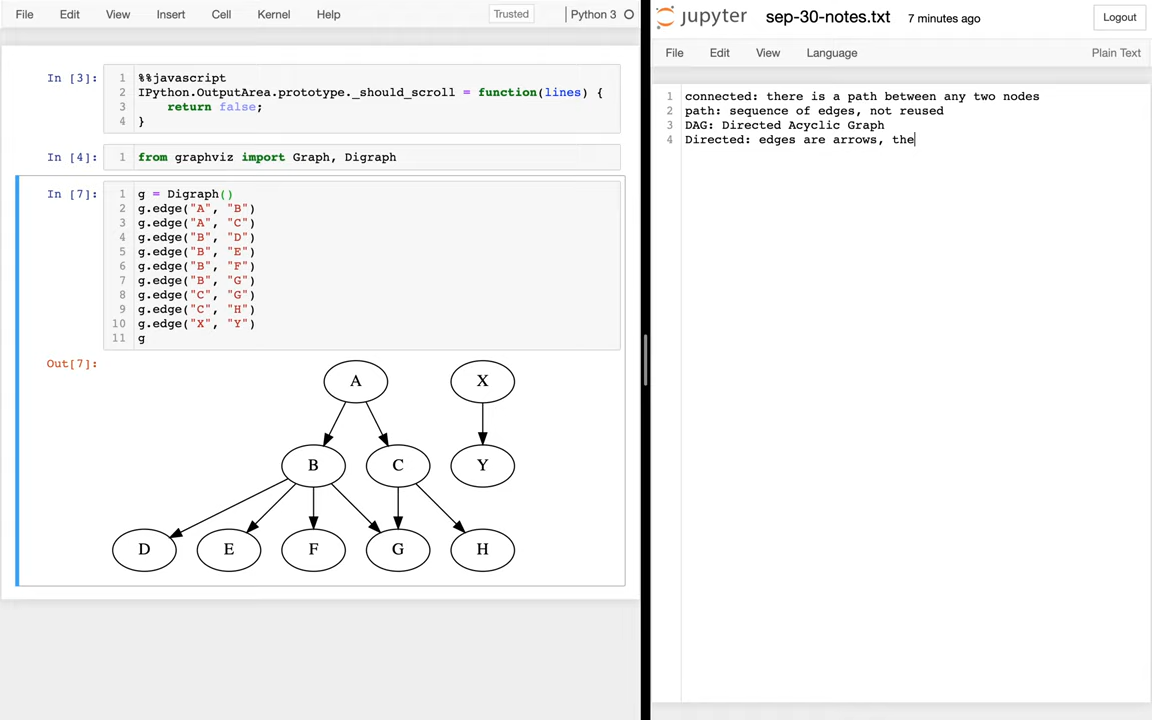 File Edit View Insert Cell Kernel Help Trusted Python 3
In [3]:
1 %%javascript
2 IPython.OutputArea.prototype._should_scroll = function(lines) {
3     return false;
4 }
In [4]:
1 from graphviz import Graph, Digraph
In [7]:
1 g = Digraph()
2 g.edge("A", "B")
3 g.edge("A", "C")
4 g.edge("B", "D")
5 g.edge("B", "E")
6 g.edge("B", "F")
7 g.edge("B", "G")
8 g.edge("C", "G")
9 g.edge("C", "H")
10 g.edge("X", "Y")
11 g
Out[7]:
A X
B C Y
D E F G H
jupyter sep-30-notes.txt 7 minutes ago Logout
File Edit View Language Plain Text
1 connected: there is a path between any two nodes
2 path: sequence of edges, not reused
3 DAG: Directed Acyclic Graph
4 Directed: edges are arrows, the